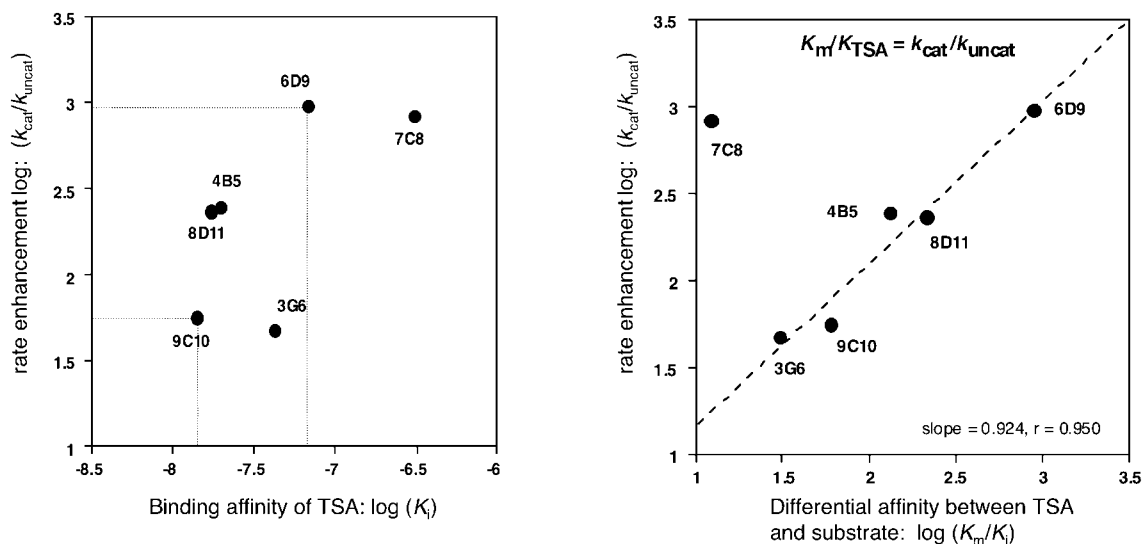 3.5
3
2.5
2
1.5
1
rate enhancement log: (kcat/kuncat)
6D9
7C8
4B5
8D11
3G6
9C10
-8.5 -8 -7.5 -7 -6.5 -6
Binding affinity of TSA: log (Ki)
3.5
3
2.5
2
1.5
1
rate enhancement log: (kcat/kuncat)
Km/KTSA = kcat/kuncat
6D9
7C8
4B5
8D11
9C10
3G6
slope = 0.924, r = 0.950
1 1.5 2 2.5 3 3.5
Differential affinity between TSA
and substrate: log (Km/Ki)